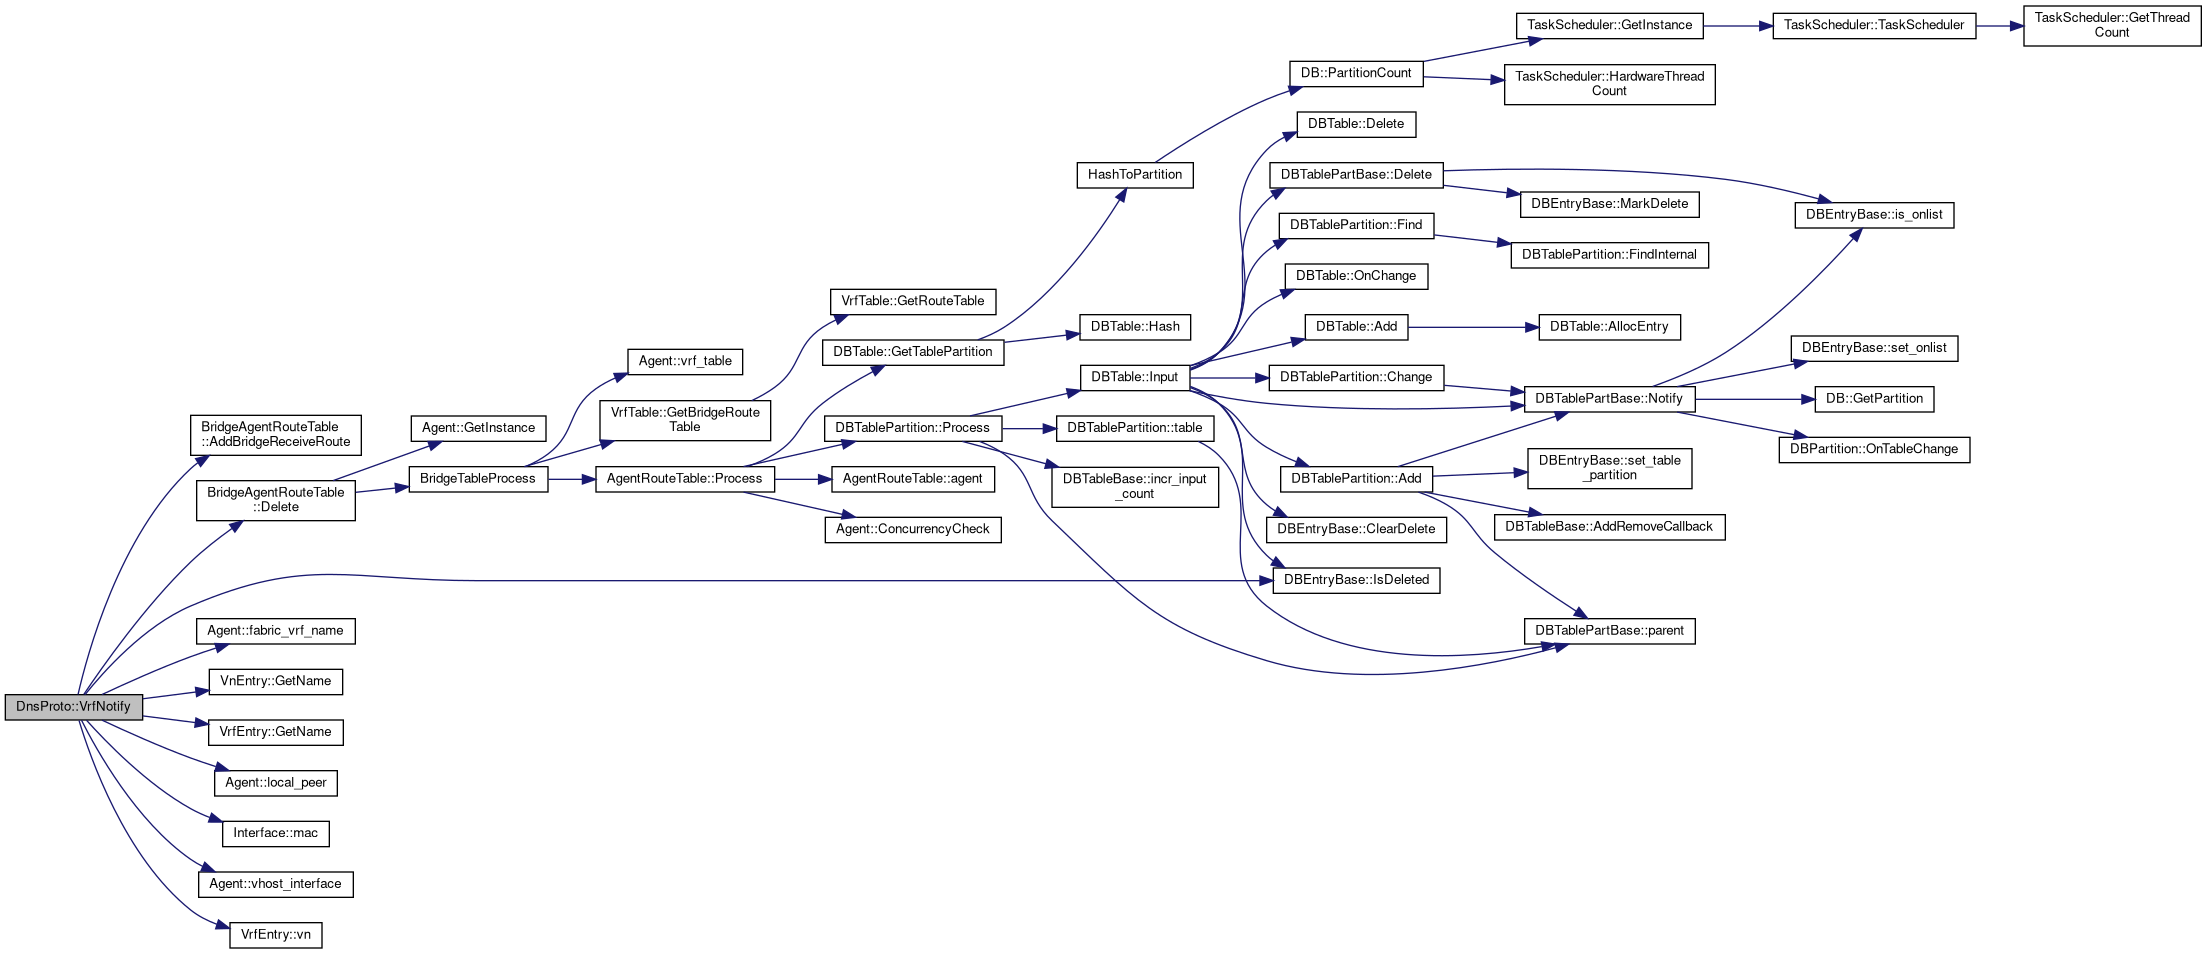 DnsProto::VrfNotify
BridgeAgentRouteTable
::AddBridgeReceiveRoute
BridgeAgentRouteTable
::Delete
Agent::fabric_vrf_name
VnEntry::GetName
VrfEntry::GetName
Agent::local_peer
Interface::mac
Agent::vhost_interface
VrfEntry::vn
Agent::GetInstance
BridgeTableProcess
Agent::vrf_table
VrfTable::GetBridgeRoute
Table
AgentRouteTable::Process
VrfTable::GetRouteTable
DBTable::GetTablePartition
DBTablePartition::Process
AgentRouteTable::agent
Agent::ConcurrencyCheck
HashToPartition
DBTable::Hash
DBTable::Input
DBTablePartition::table
DBTableBase::incr_input
_count
DB::PartitionCount
DBTable::Delete
DBTablePartBase::Delete
DBTablePartition::Find
DBTable::OnChange
DBTable::Add
DBTablePartition::Change
DBTablePartition::Add
DBEntryBase::ClearDelete
DBEntryBase::IsDeleted
TaskScheduler::GetInstance
TaskScheduler::HardwareThread
Count
DBEntryBase::MarkDelete
DBTablePartition::FindInternal
DBTable::AllocEntry
DBTablePartBase::Notify
DBEntryBase::set_table
_partition
DBTableBase::AddRemoveCallback
DBTablePartBase::parent
TaskScheduler::TaskScheduler
DBEntryBase::is_onlist
DBEntryBase::set_onlist
DB::GetPartition
DBPartition::OnTableChange
TaskScheduler::GetThread
Count